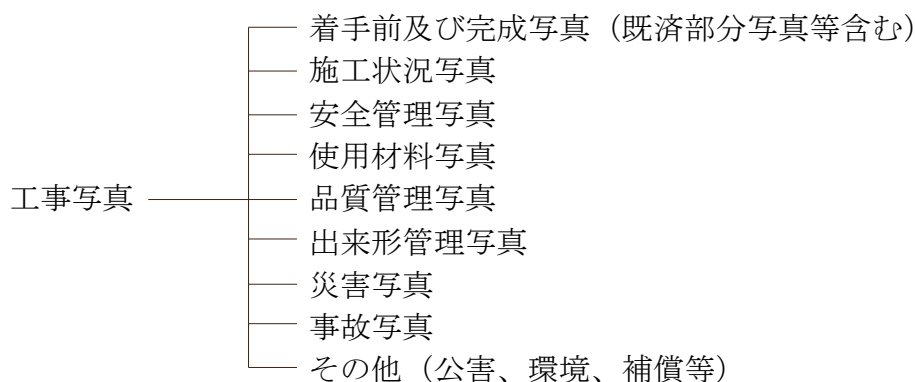 着手前及び完成写真（既済部分写真等含む）
施工状況写真
安全管理写真
使用材料写真
工事写真
品質管理写真
出来形管理写真
災害写真
事故写真
その他（公害、環境、補償等）